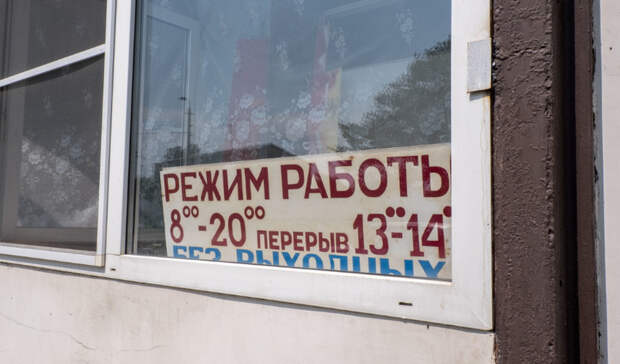 РЕЖИМ РАБОТЫ
8⁰⁰-20⁰⁰ ПЕРЕРЫВ 13⁰⁰-14⁰⁰
БЕЗ ВЫХОДНЫХ